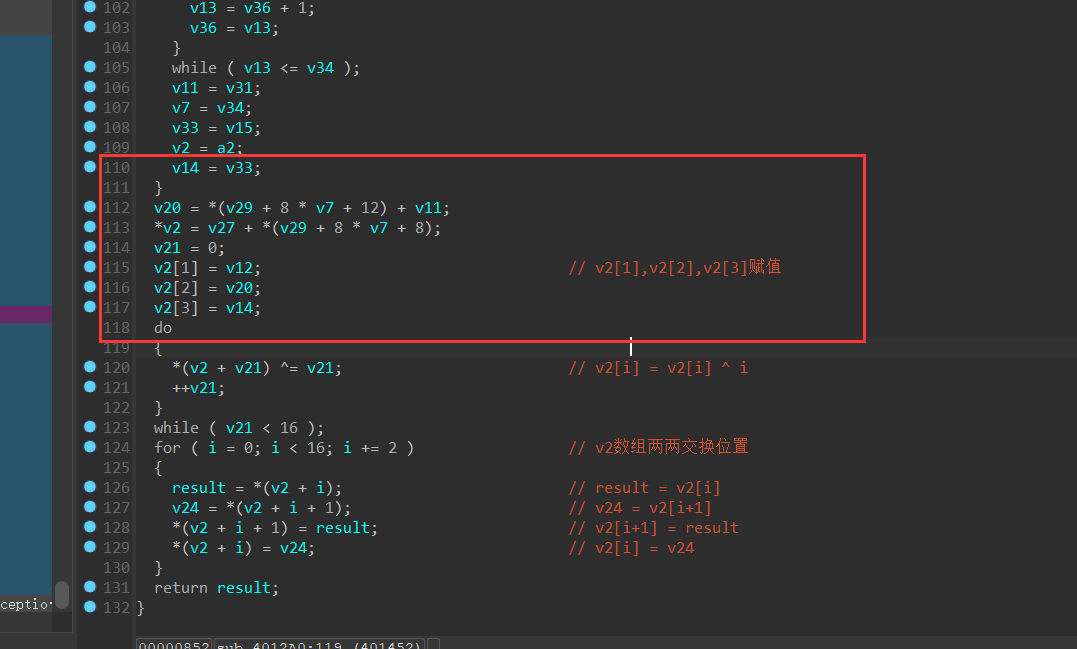 102 v13 = v36 + 1;
103 v36 = v13;
104 }
105 while ( v13 <= v34 );
106 v11 = v31;
107 v7 = v34;
108 v33 = v15;
109 v2 = a2;
110 v14 = v33;
111 }
112 v20 = *(v29 + 8 * v7 + 12) + v11;
113 *v2 = v27 + *(v29 + 8 * v7 + 8);
114 v21 = 0;
115 v2[1] = v12; // v2[1],v2[2],v2[3]赋值
116 v2[2] = v20;
117 v2[3] = v14;
118 do
119 {
120 *(v2 + v21) ^= v21; // v2[i] = v2[i] ^ i
121 ++v21;
122 }
123 while ( v21 < 16 );
124 for ( i = 0; i < 16; i += 2 ) // v2数组两两交换位置
125 {
126 result = *(v2 + i); // result = v2[i]
127 v24 = *(v2 + i + 1); // v24 = v2[i+1]
128 *(v2 + i + 1) = result; // v2[i+1] = result
129 *(v2 + i) = v24; // v2[i] = v24
130 }
131 return result;
132 }
ceptio
00000852 sub_4012A0:119 (401452)